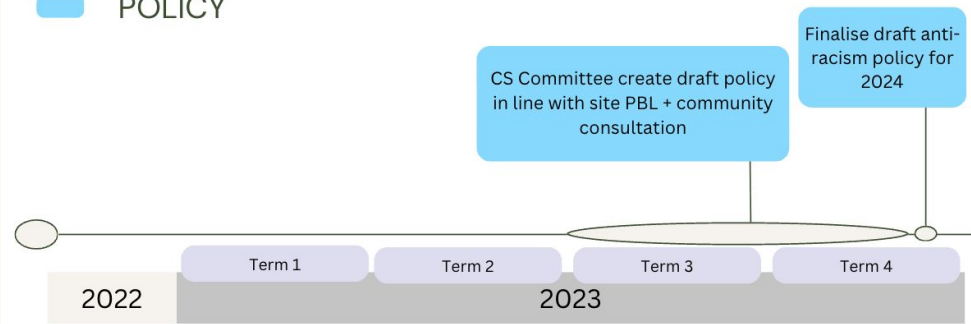 POLICY
Finalise draft anti-
racism policy for
2024
CS Committee create draft policy
in line with site PBL + community
consultation
Term 1
Term 2
Term 3
Term 4
2022
2023